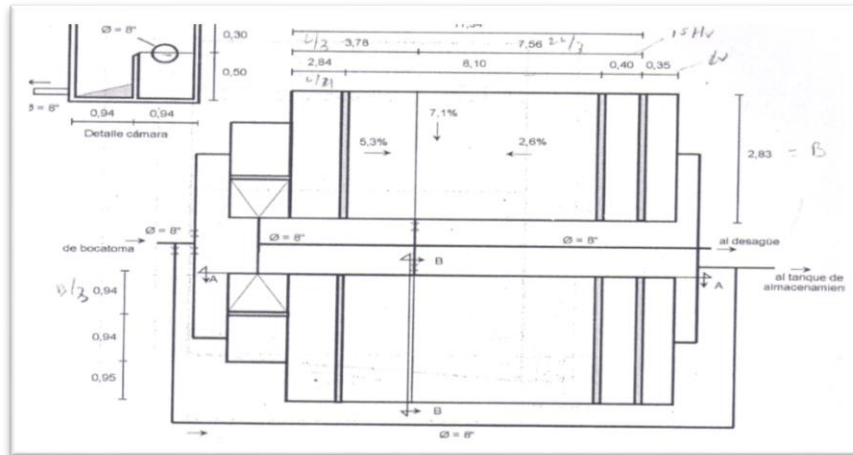 Ø = 8"
0,30
0,50
0,94
0,94
Detalle cámara
L/3
3,78
7,56
2L/3
15Hv
2,84
8,10
0,40
0,35
7,1%
5,3%
2,6%
2,83
= B
Ø = 8"
de bocatoma
Ø = 8"
Ø = 8"
al desagüe
B
A
A
al tanque de
almacenamien
B/3
0,94
0,94
0,95
B
Ø = 8"